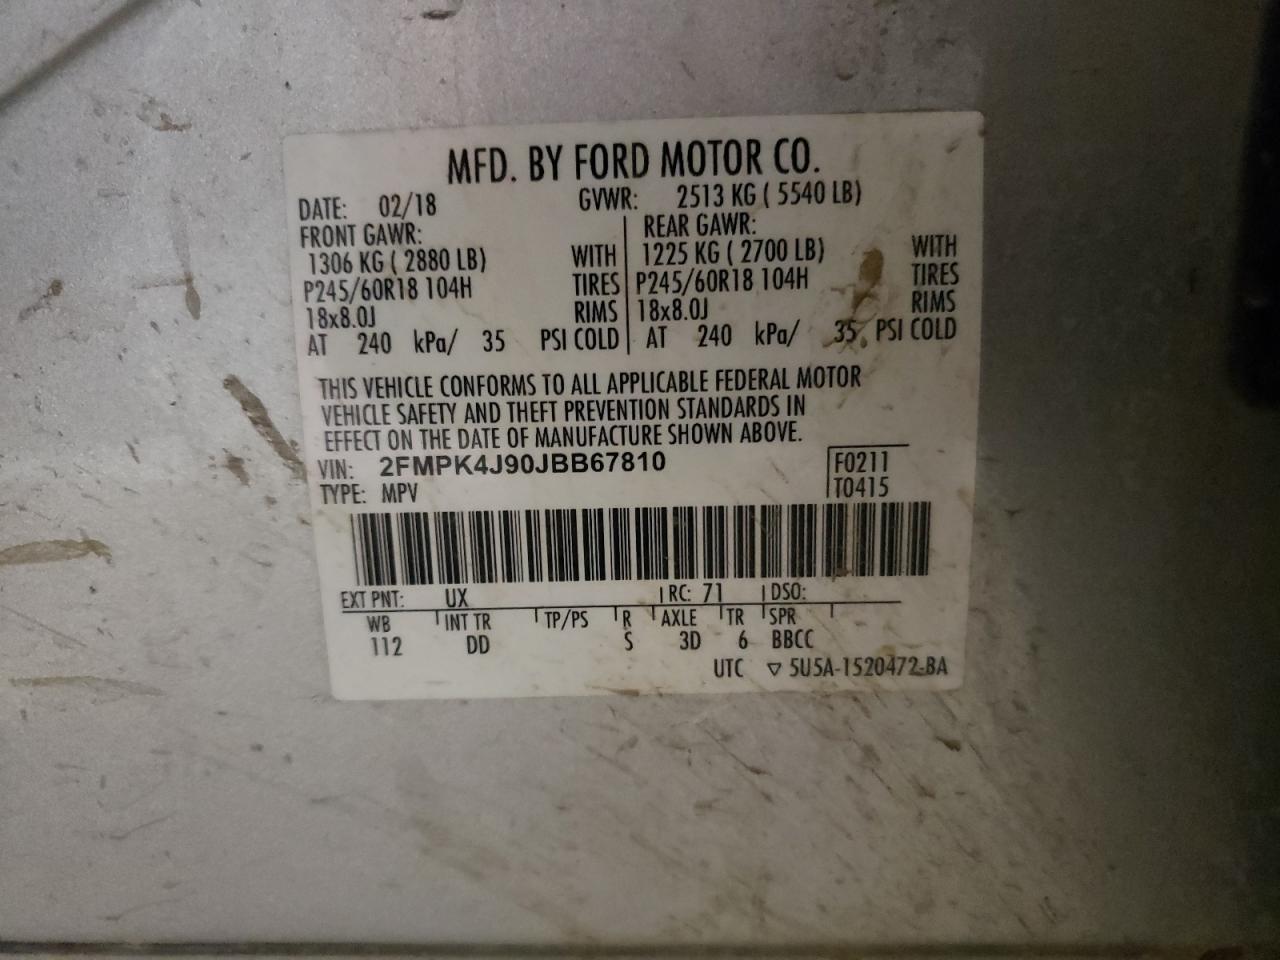 MFD. BY FORD MOTOR CO.
DATE: 02/18 GVWR: 2513 KG ( 5540 LB)
FRONT GAWR: REAR GAWR:
1306 KG ( 2880 LB) WITH 1225 KG ( 2700 LB) WITH
P245/60R18 104H TIRES P245/60R18 104H TIRES
18x8.0J RIMS 18x8.0J RIMS
AT 240 kPa/ 35 PSI COLD AT 240 kPa/ 35 PSI COLD
THIS VEHICLE CONFORMS TO ALL APPLICABLE FEDERAL MOTOR
VEHICLE SAFETY AND THEFT PREVENTION STANDARDS IN
EFFECT ON THE DATE OF MANUFACTURE SHOWN ABOVE.
VIN: 2FMPK4J90JBB67810 F0211
TYPE: MPV T0415
EXT PNT: UX RC: 71 DSO:
WB INT TR TP/PS R AXLE TR SPR
112 DD S 3D 6 BBCC
UTC ▽ 5U5A-1520472-BA